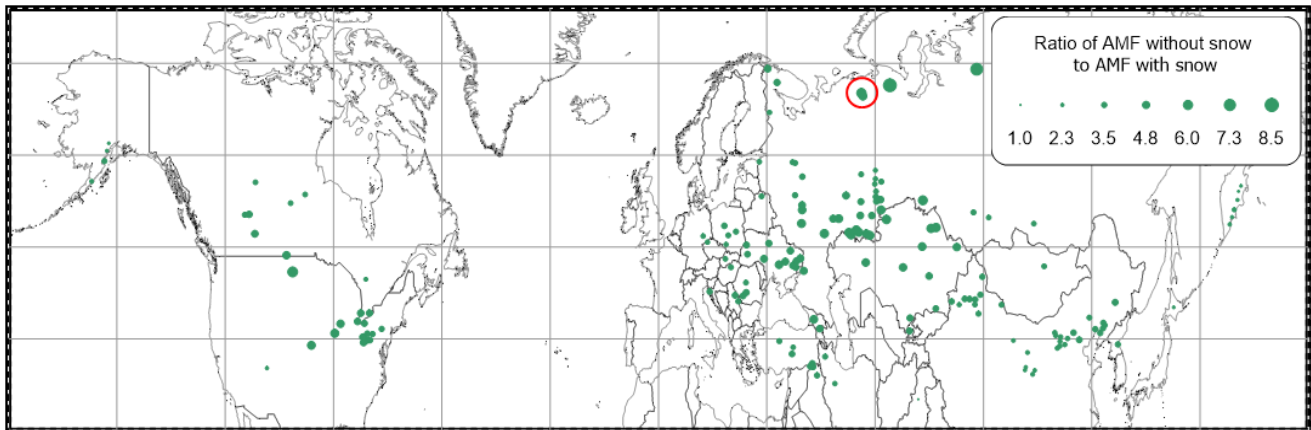 Ratio of AMF without snow
to AMF with snow
1.0 2.3 3.5 4.8 6.0 7.3 8.5